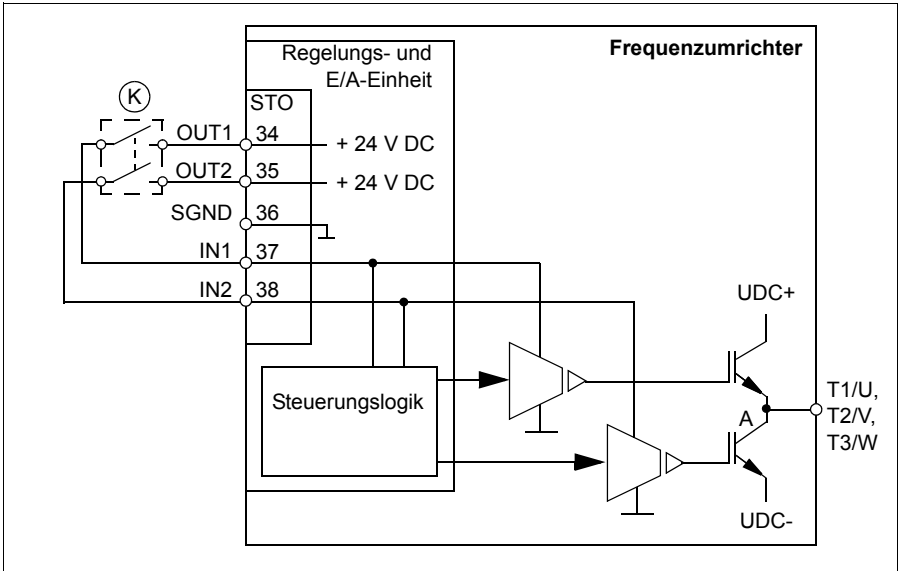 Frequenzumrichter
Regelungs- und
E/A-Einheit
K
STO
OUT1 34 + 24 V DC
OUT2 35 + 24 V DC
SGND 36
IN1 37
IN2 38
UDC+
Steuerungslogik
A
T1/U,
T2/V,
T3/W
UDC-